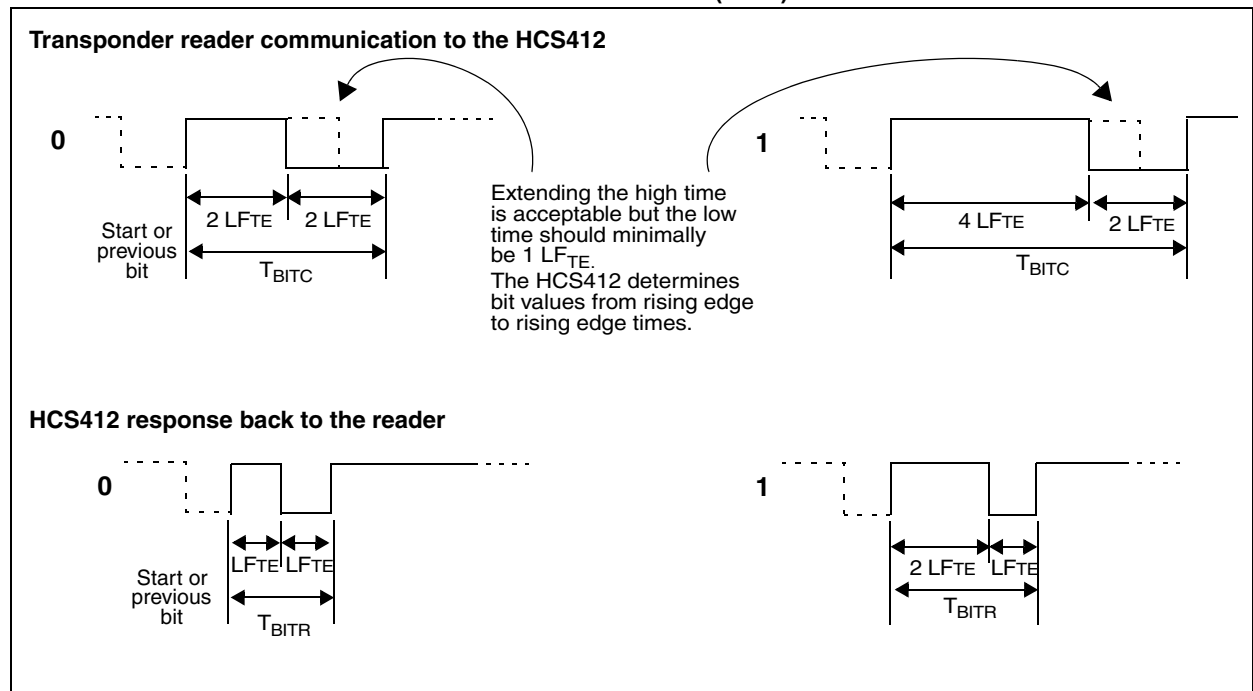 Transponder reader communication to the HCS412
0
1
2 LFTE
2 LFTE
4 LFTE
2 LFTE
Start or
previous
bit
TBITC
TBITC
Extending the high time
is acceptable but the low
time should minimally
be 1 LFTE.
The HCS412 determines
bit values from rising edge
to rising edge times.
HCS412 response back to the reader
0
1
LFTE
LFTE
2 LFTE
LFTE
Start or
previous
bit
TBITR
TBITR